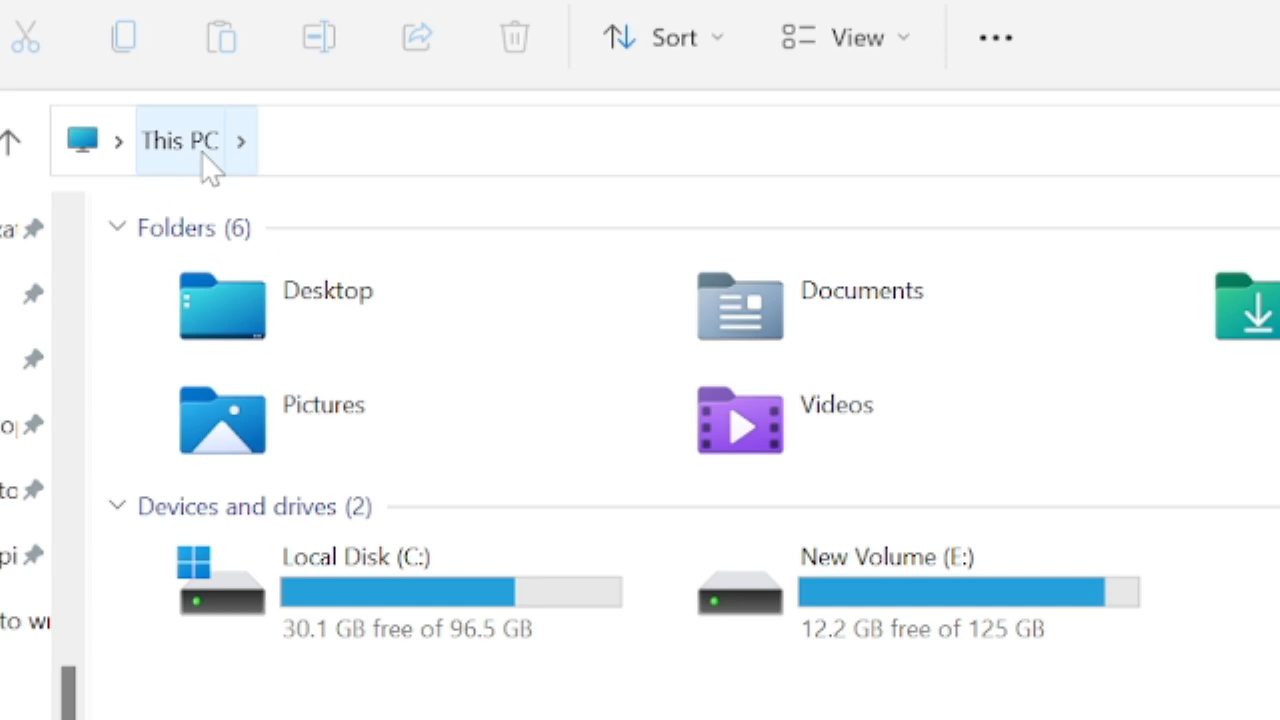 Sort
View
This PC
Folders (6)
Desktop
Documents
Pictures
Videos
Devices and drives (2)
Local Disk (C:)
New Volume (E:)
30.1 GB free of 96.5 GB
12.2 GB free of 125 GB
to